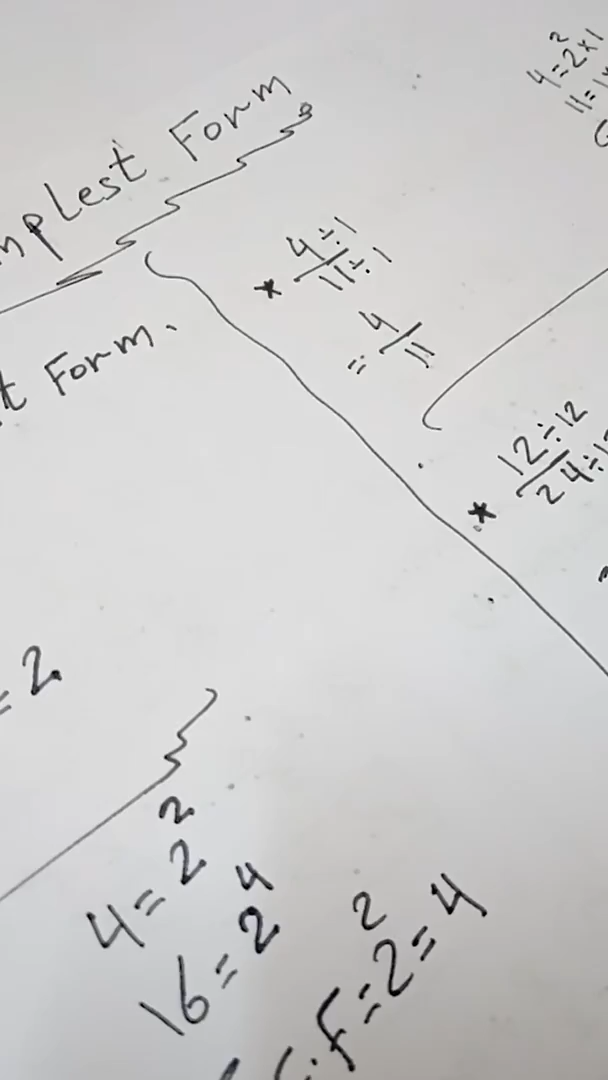 mplest Form
t Form.
= 2
4 = 2²
16 = 2⁴
C.F = 2² = 4
* 4 ÷ 1 / 11 ÷ 1
= 4/11
4 = 2² × 1
11 = 1
* 12 ÷ 12 / 24 ÷ 1